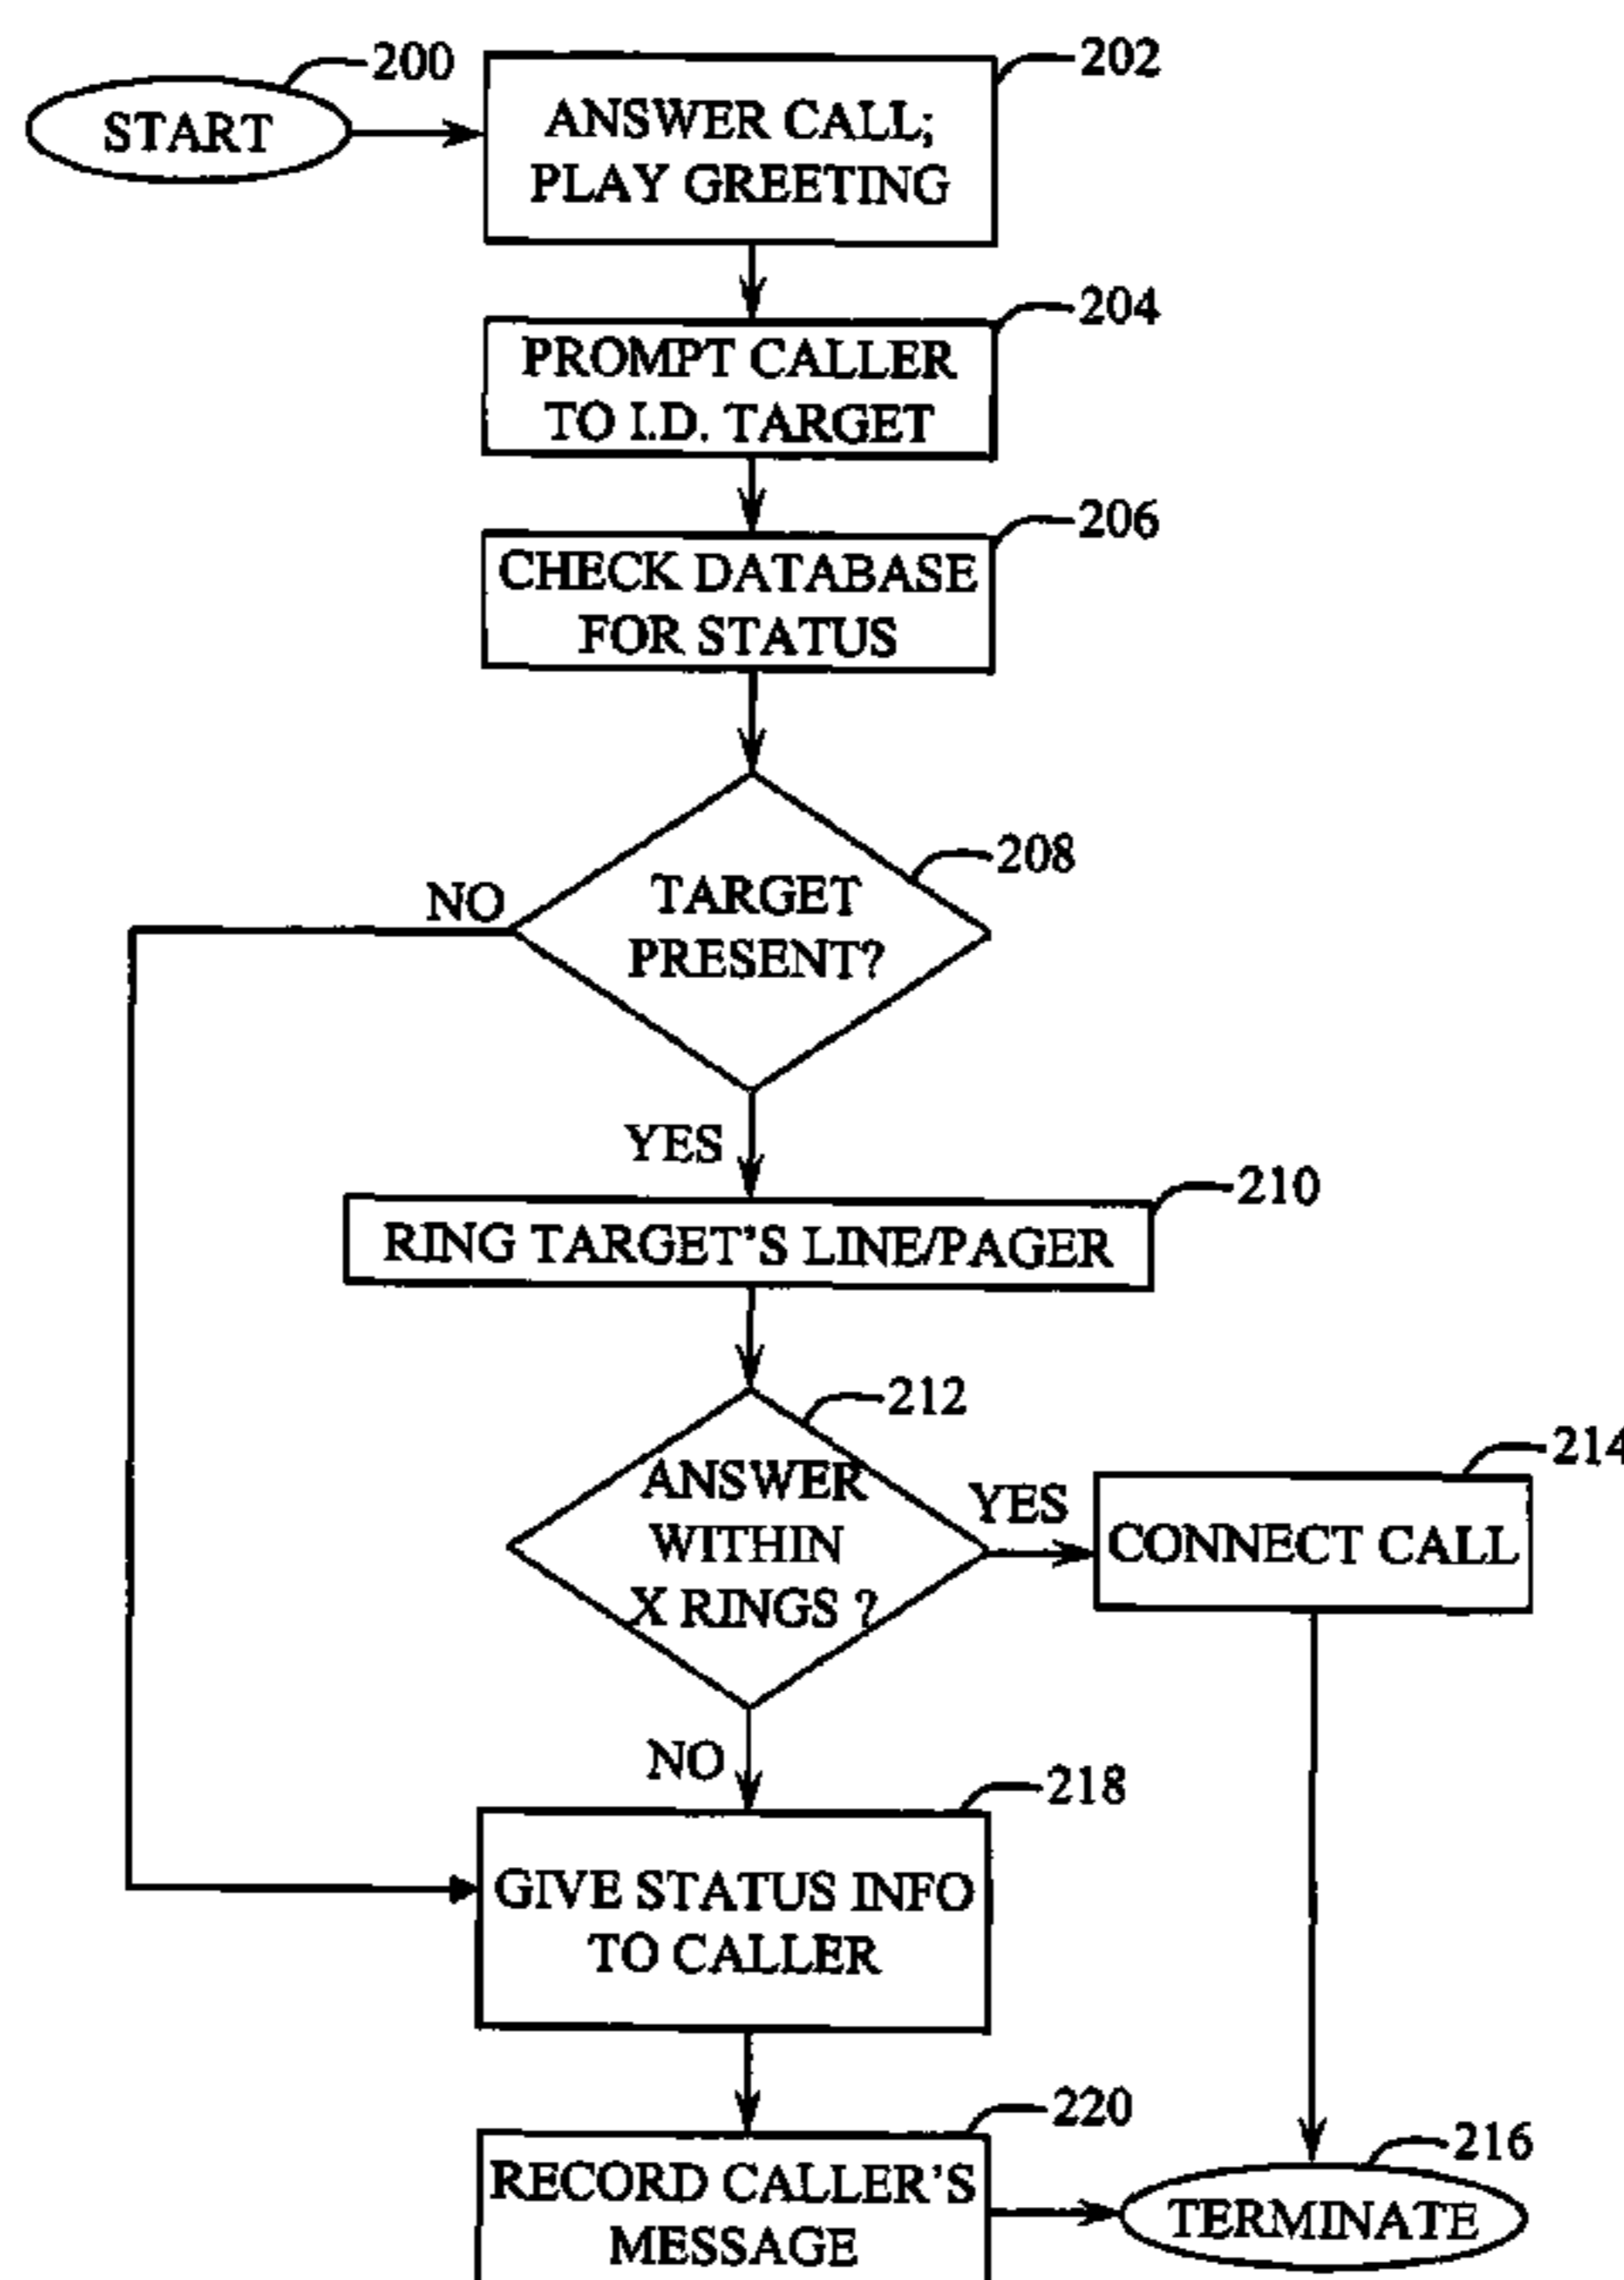 200
START
202
ANSWER CALL;
PLAY GREETING
204
PROMPT CALLER
TO I.D. TARGET
206
CHECK DATABASE
FOR STATUS
208
NO
TARGET
PRESENT?
YES
210
RING TARGET'S LINE/PAGER
212
ANSWER
WITHIN
X RINGS ?
YES
214
CONNECT CALL
NO
218
GIVE STATUS INFO
TO CALLER
220
RECORD CALLER'S
MESSAGE
216
TERMINATE